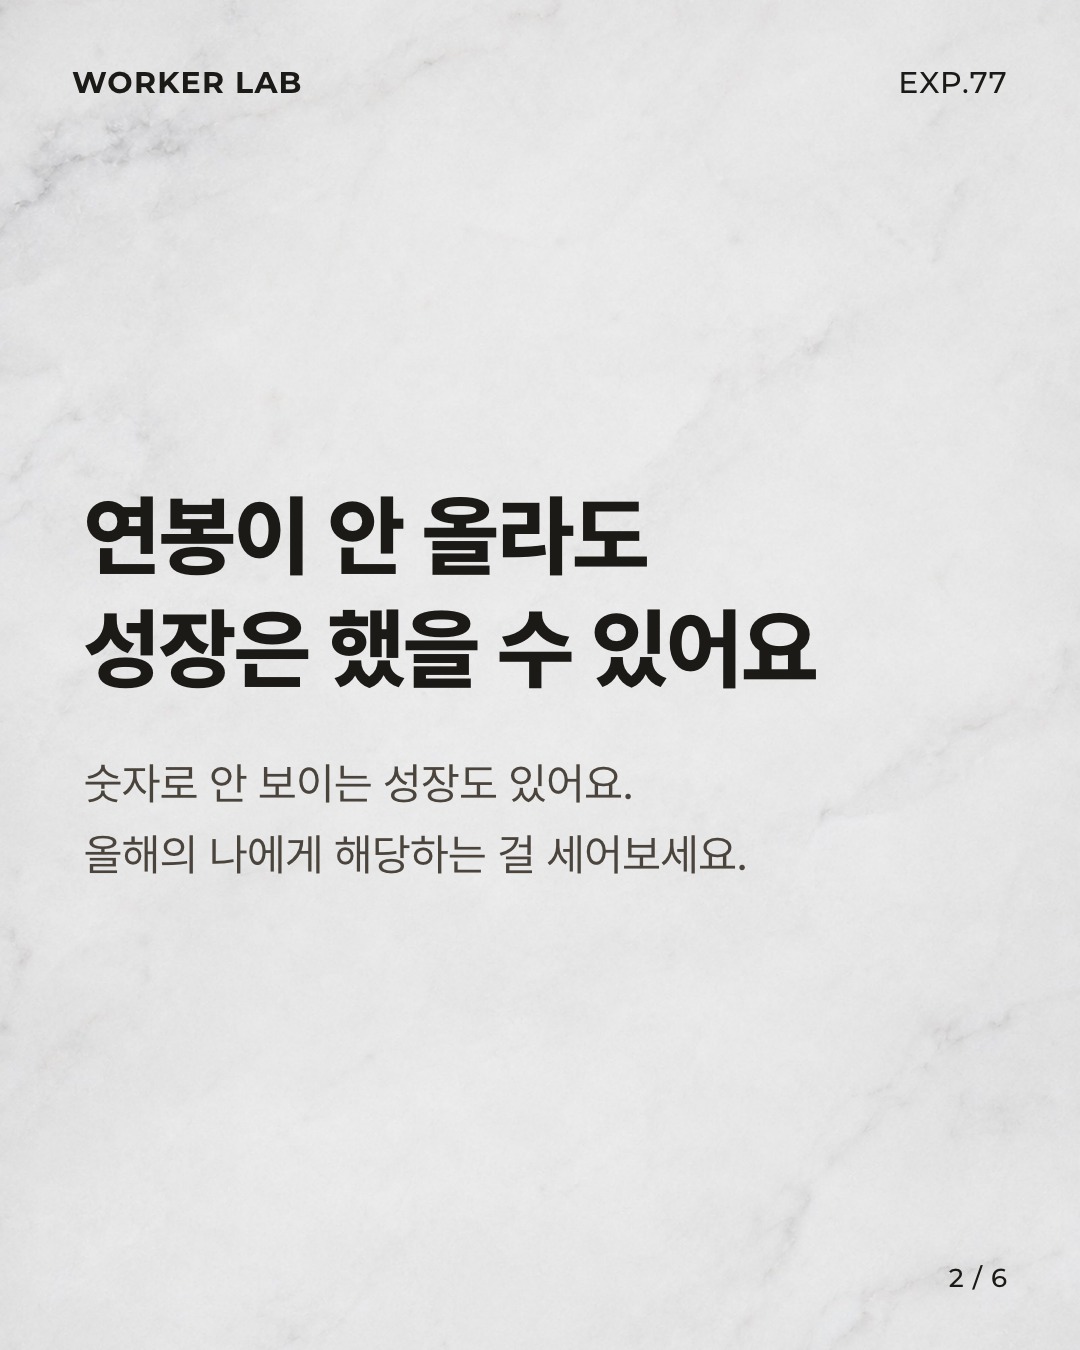 WORKER LAB
EXP.77
연봉이 안 올라도
성장은 했을 수 있어요
숫자로 안 보이는 성장도 있어요.
올해의 나에게 해당하는 걸 세어보세요.
2 / 6